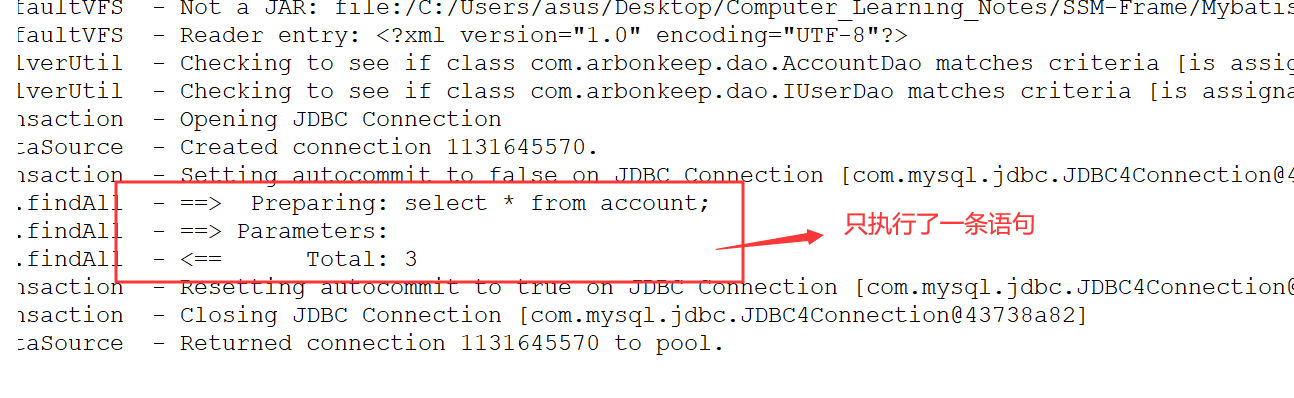 faultVFS  - Not a JAR: file:/C:/Users/asus/Desktop/Computer_Learning_Notes/SSM-Frame/Mybatis
faultVFS  - Reader entry: <?xml version="1.0" encoding="UTF-8"?>
lverUtil  - Checking to see if class com.arbonkeep.dao.AccountDao matches criteria [is assig
lverUtil  - Checking to see if class com.arbonkeep.dao.IUserDao matches criteria [is assigna
nsaction  - Opening JDBC Connection
taSource  - Created connection 1131645570.
nsaction  - Setting autocommit to false on JDBC Connection [com.mysql.jdbc.JDBC4Connection@4
.findAll  - ==>  Preparing: select * from account;
.findAll  - ==> Parameters:
只执行了一条语句
.findAll  - <==      Total: 3
nsaction  - Resetting autocommit to true on JDBC Connection [com.mysql.jdbc.JDBC4Connection@
nsaction  - Closing JDBC Connection [com.mysql.jdbc.JDBC4Connection@43738a82]
taSource  - Returned connection 1131645570 to pool.